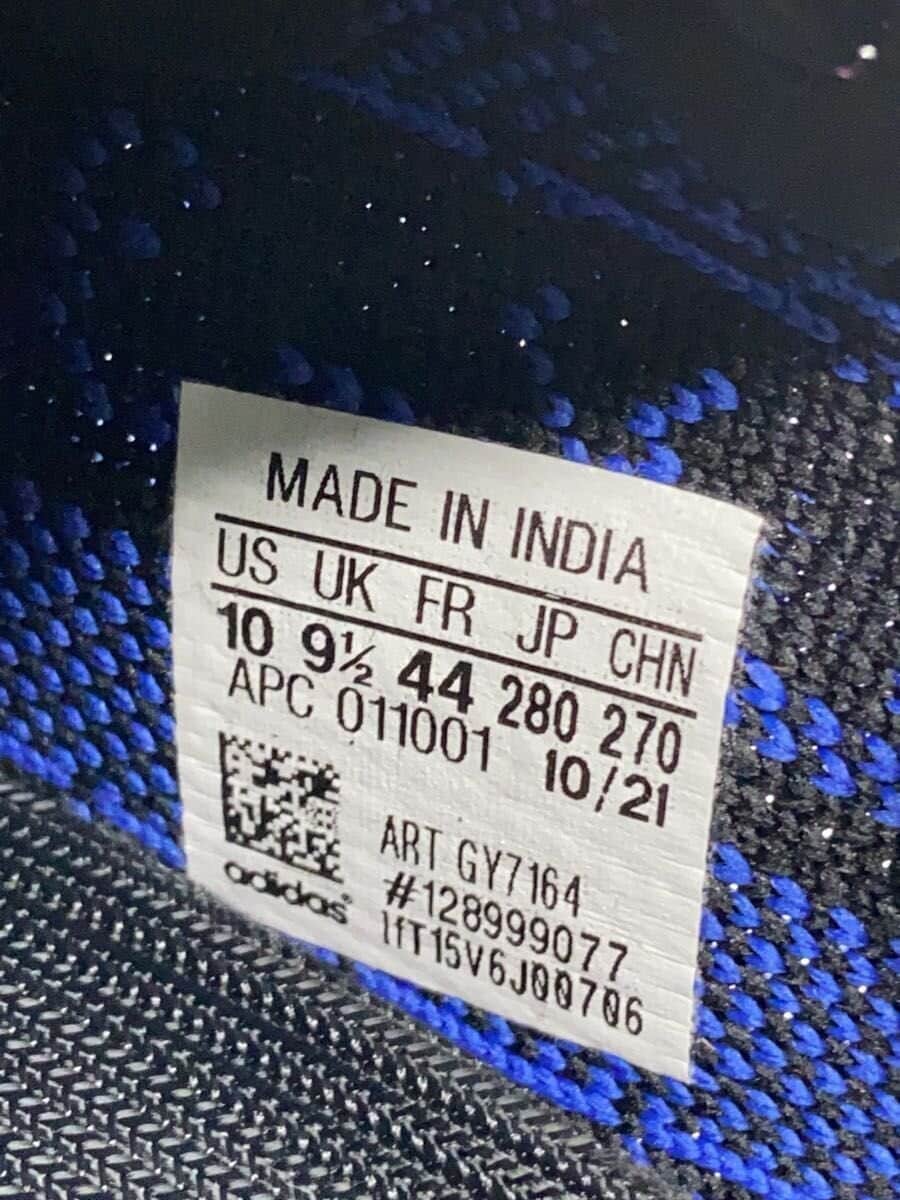 MADE IN INDIA
US UK FR JP CHN
10 9½ 44 280 270
APC 011001 10/21
ART GY7164
#128999077
1fT15V6J00706
adidas